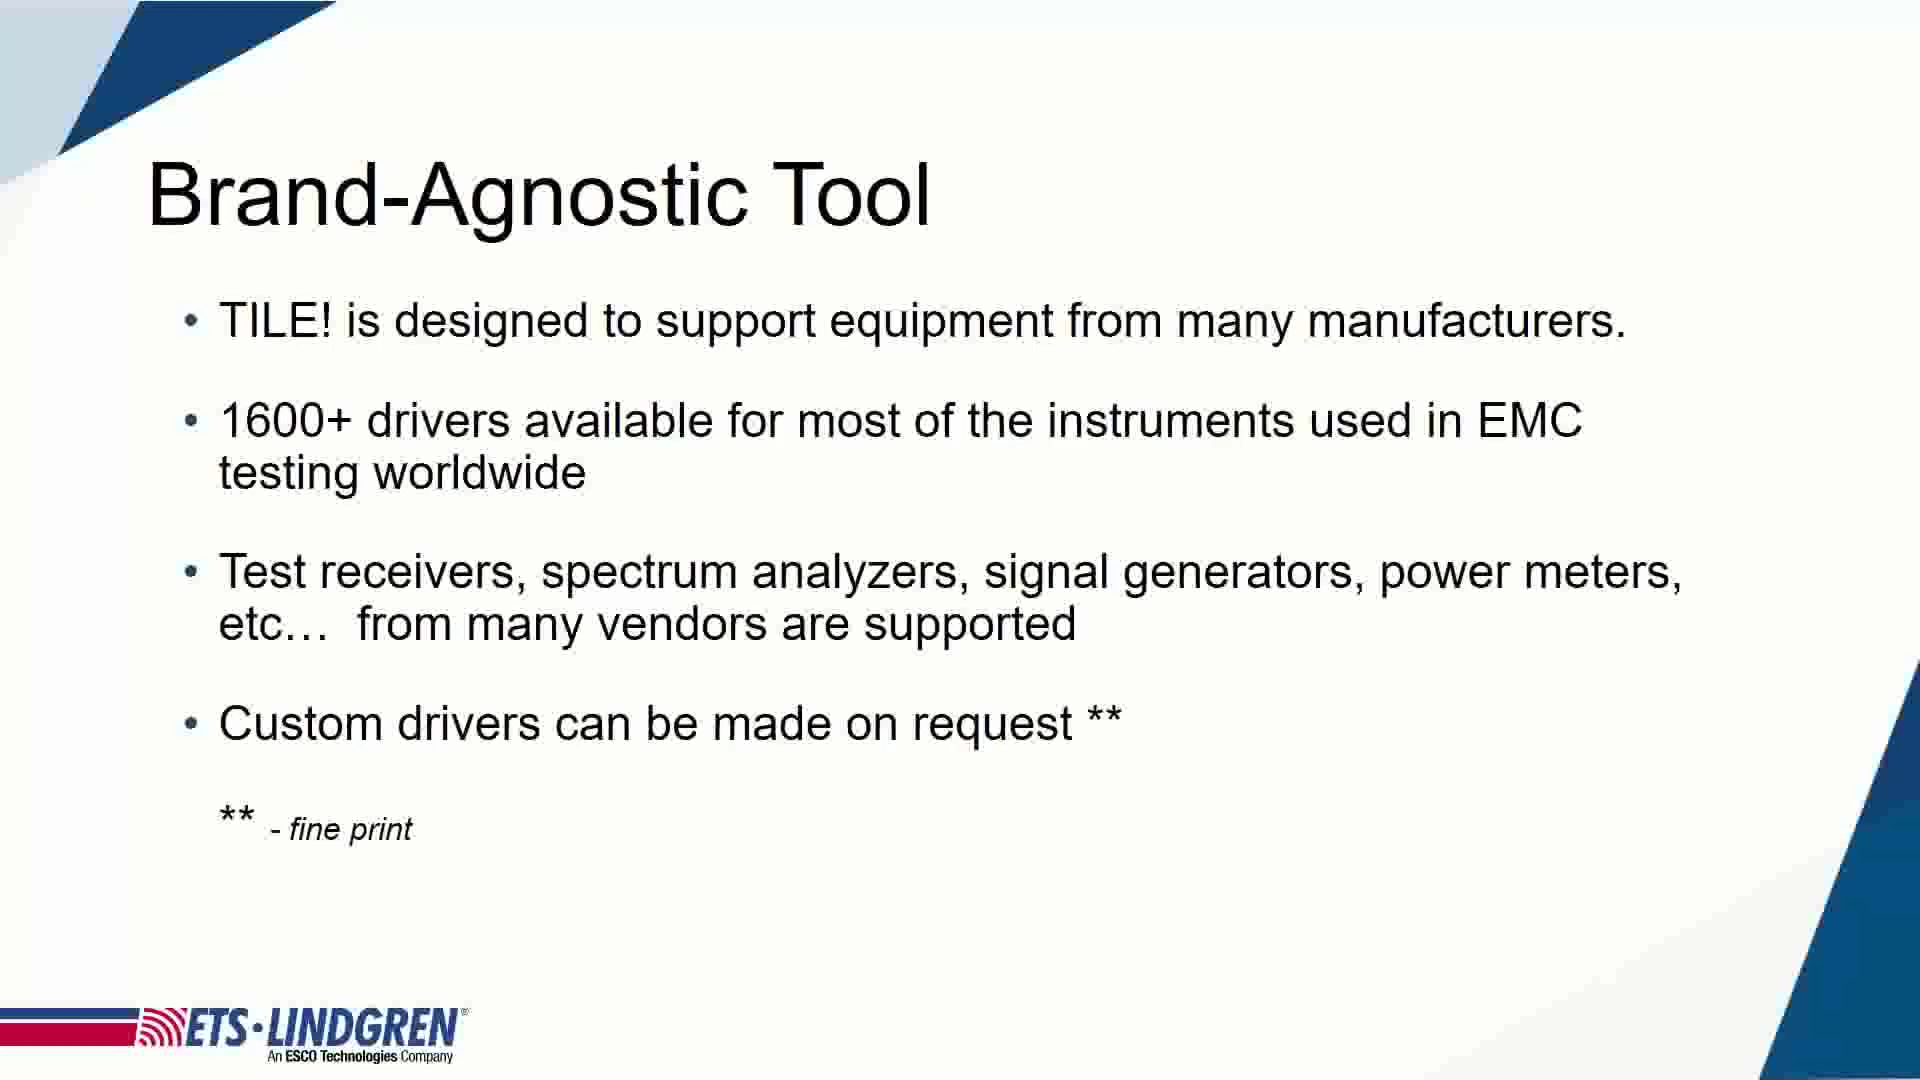 Brand-Agnostic Tool
• TILE! is designed to support equipment from many manufacturers.
• 1600+ drivers available for most of the instruments used in EMC
testing worldwide
• Test receivers, spectrum analyzers, signal generators, power meters,
etc… from many vendors are supported
• Custom drivers can be made on request **
** - fine print
ETS·LINDGREN®
An ESCO Technologies Company